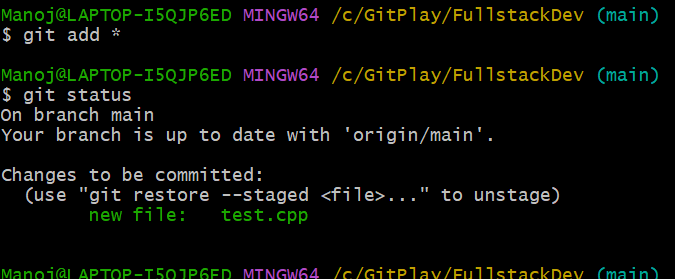 Manoj@LAPTOP-I5QJP6ED MINGW64 /c/GitPlay/FullstackDev (main)
$ git add *

Manoj@LAPTOP-I5QJP6ED MINGW64 /c/GitPlay/FullstackDev (main)
$ git status
On branch main
Your branch is up to date with 'origin/main'.

Changes to be committed:
  (use "git restore --staged <file>..." to unstage)
        new file:   test.cpp

Manoj@LAPTOP-I5QJP6ED MINGW64 /c/GitPlay/FullstackDev (main)